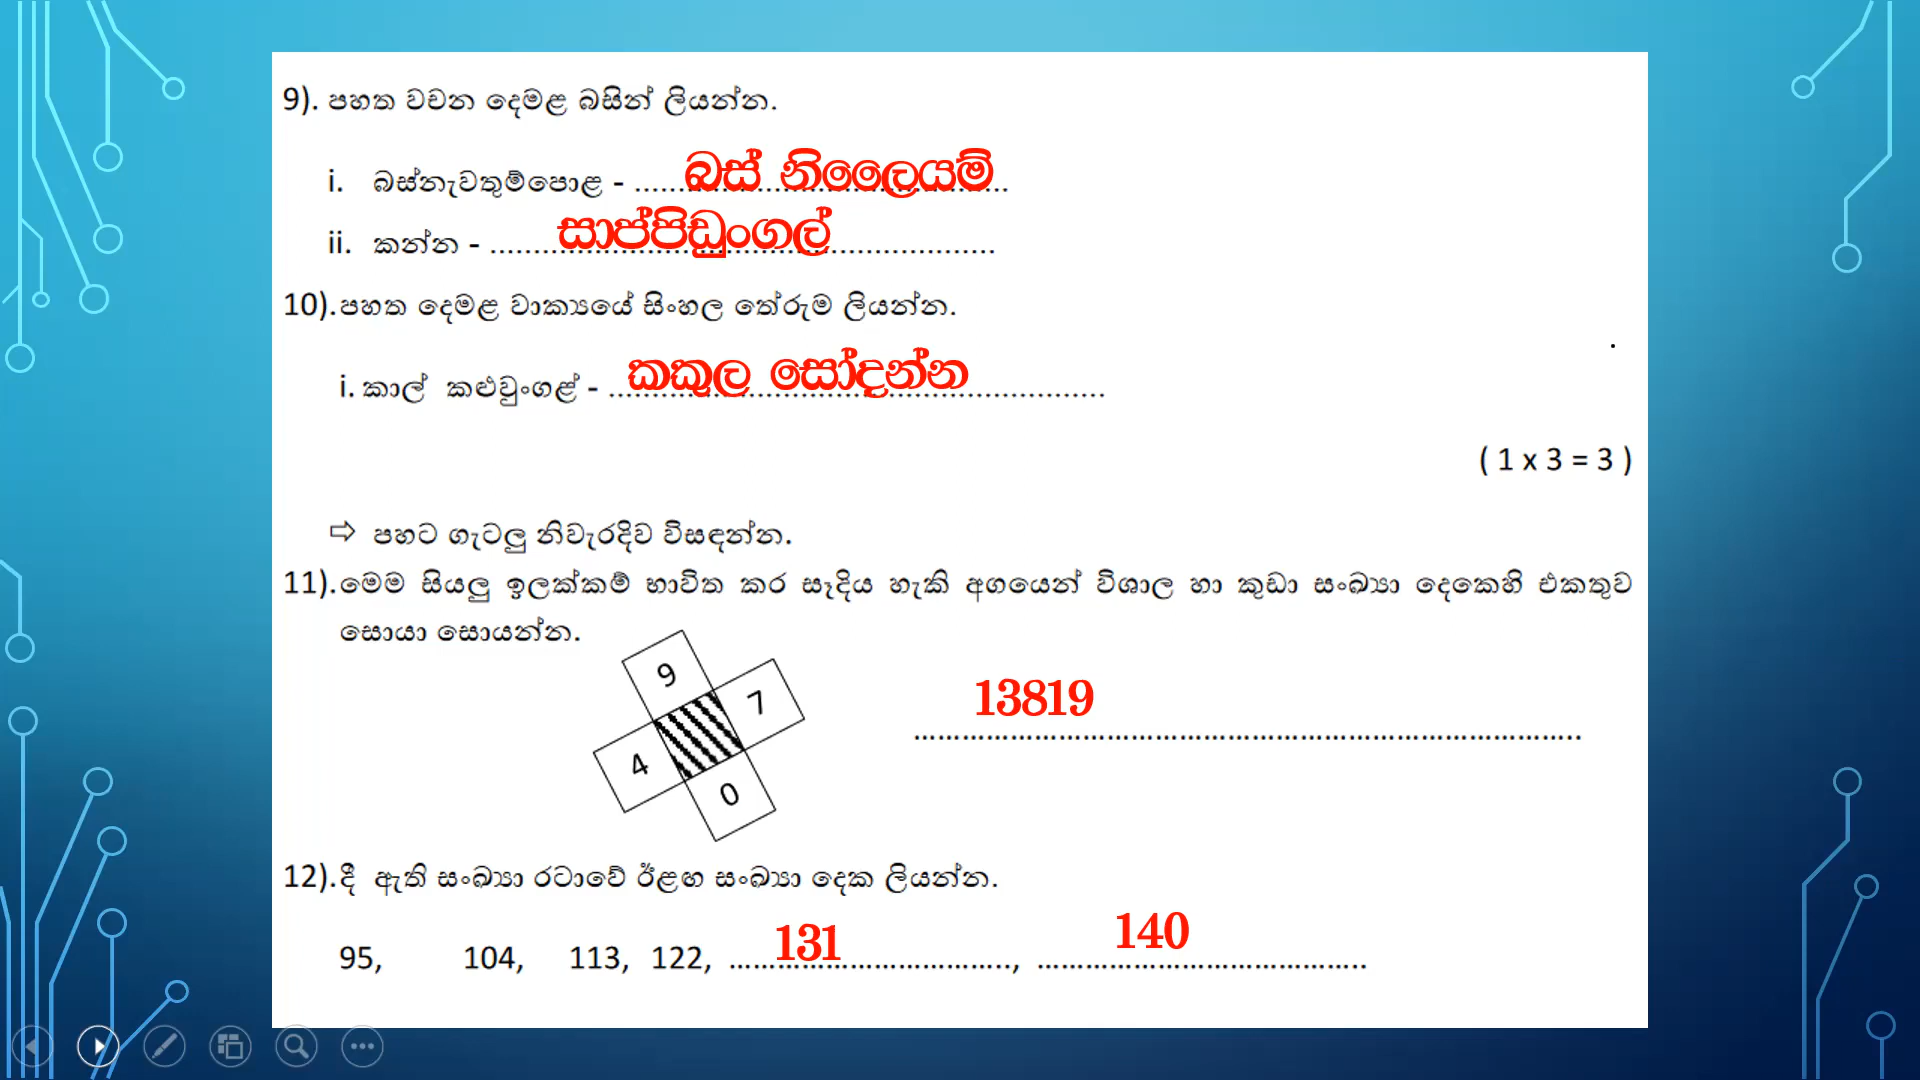 9). පහත වචන දෙමළ බසින් ලියන්න.
i. බස්නැවතුම්පොළ - ........ බස් නිලෛයම් ........
ii. කන්න - ........ සාප්පිඩුංගල් ........
10). පහත දෙමළ වාක්‍යයේ සිංහල තේරුම ලියන්න.
i. කාල් කළුවුංගළ් - ........ කකුල සෝදන්න ........
( 1 x 3 = 3 )
⇨ පහට ගැටලු නිවැරදිව විසඳන්න.
11). මෙම සියලු ඉලක්කම් භාවිත කර සෑදිය හැකි අගයෙන් විශාල හා කුඩා සංඛ්‍යා දෙකෙහි එකතුව
සොයා සොයන්න.
9
7
4
0
13819
12). දී ඇති සංඛ්‍යා රටාවේ ඊළඟ සංඛ්‍යා දෙක ලියන්න.
95, 104, 113, 122, ........ 131 ........, ........ 140 ........